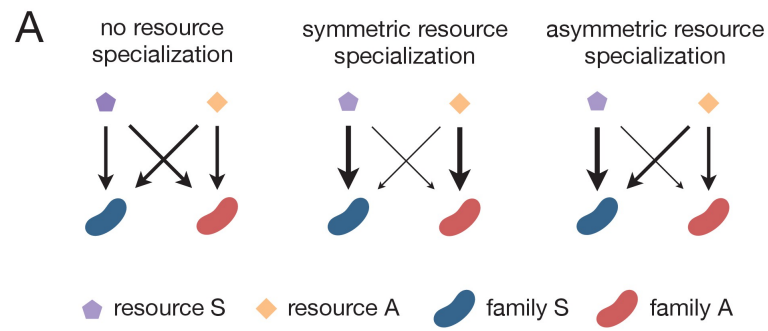 A
no resource
specialization
symmetric resource
specialization
asymmetric resource
specialization
resource S
resource A
family S
family A